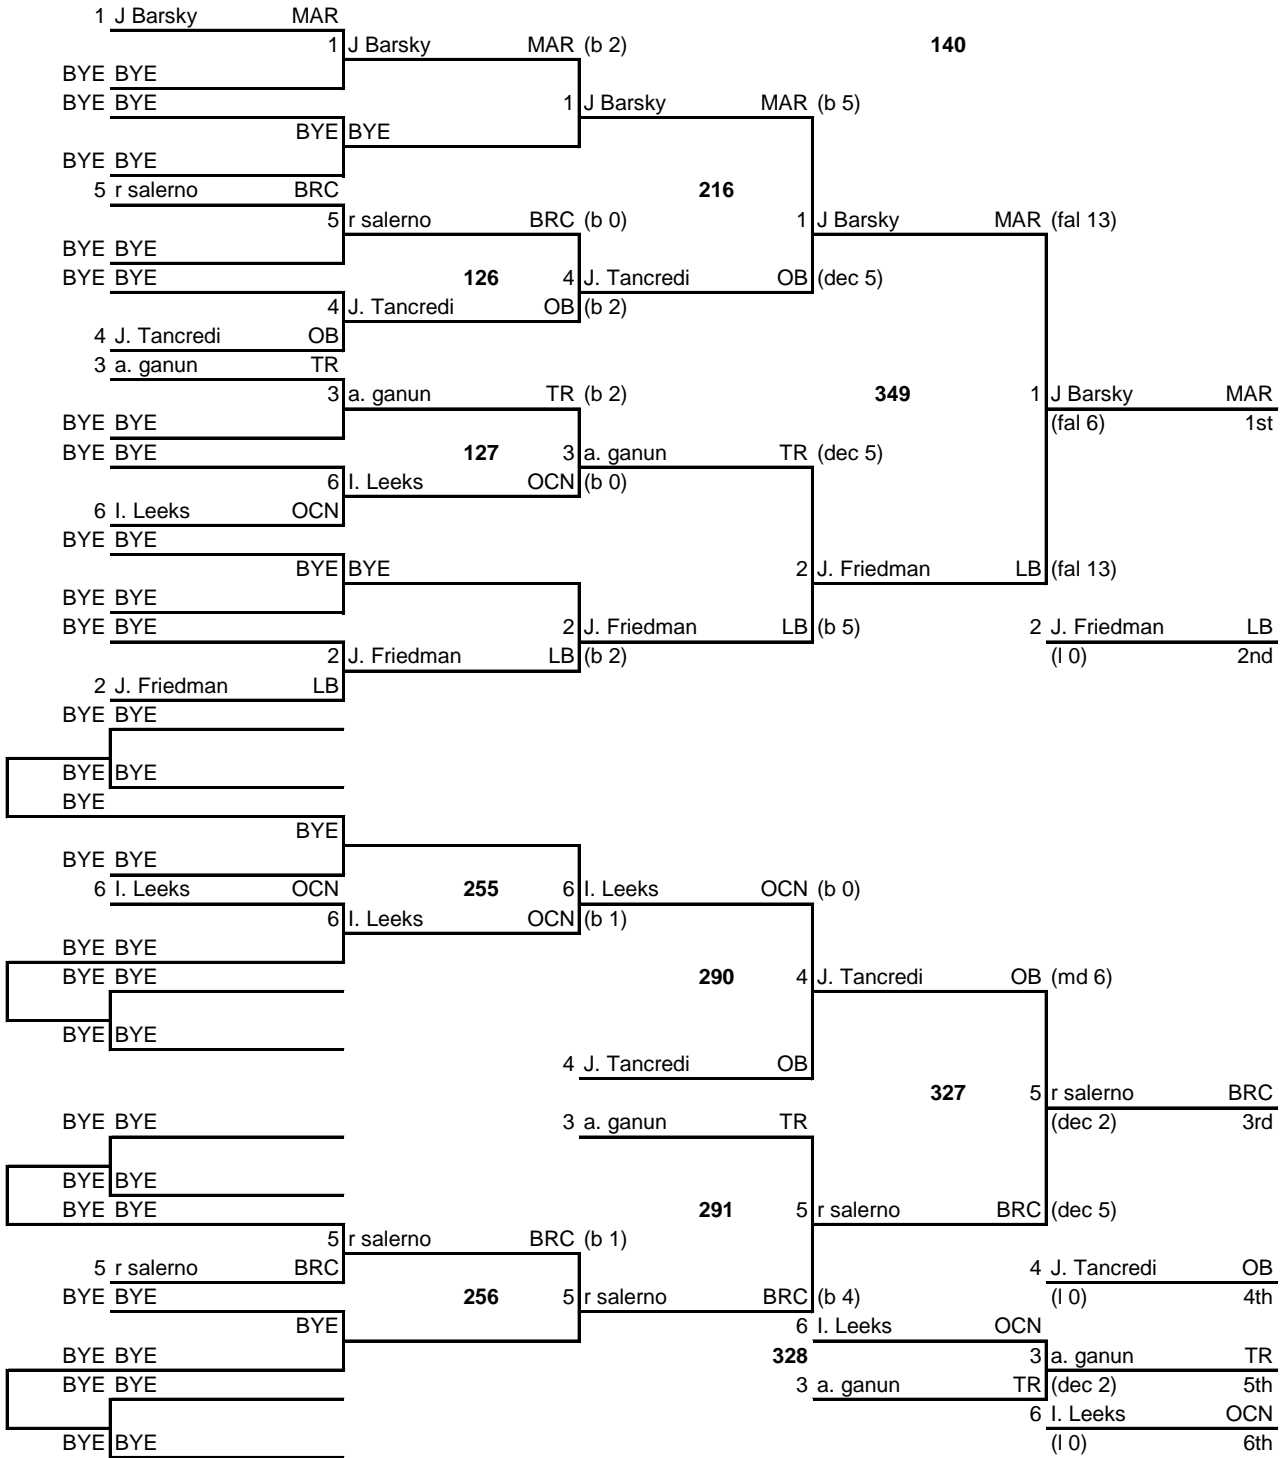 1 J Barsky MAR
1 J Barsky MAR (b 2) 140
BYE BYE
BYE BYE 1 J Barsky MAR (b 5)
BYE BYE
BYE BYE
5 r salerno BRC 216
5 r salerno BRC (b 0) 1 J Barsky MAR (fal 13)
BYE BYE
BYE BYE 126 4 J. Tancredi OB (dec 5)
4 J. Tancredi OB (b 2)
4 J. Tancredi OB
3 a. ganun TR
3 a. ganun TR (b 2) 349 1 J Barsky MAR
BYE BYE (fal 6) 1st
BYE BYE 127 3 a. ganun TR (dec 5)
6 I. Leeks OCN (b 0)
6 I. Leeks OCN
BYE BYE
BYE BYE 2 J. Friedman LB (fal 13)
BYE BYE
BYE BYE 2 J. Friedman LB (b 5) 2 J. Friedman LB
2 J. Friedman LB (b 2) (l 0) 2nd
2 J. Friedman LB
BYE BYE
BYE BYE
BYE
BYE
BYE BYE
6 I. Leeks OCN 255 6 I. Leeks OCN (b 0)
6 I. Leeks OCN (b 1)
BYE BYE
BYE BYE 290 4 J. Tancredi OB (md 6)
BYE BYE
4 J. Tancredi OB
327 5 r salerno BRC
BYE BYE 3 a. ganun TR (dec 2) 3rd
BYE BYE
BYE BYE 291 5 r salerno BRC (dec 5)
5 r salerno BRC (b 1)
5 r salerno BRC 4 J. Tancredi OB
BYE BYE 256 5 r salerno BRC (b 4) (l 0) 4th
BYE 6 I. Leeks OCN
BYE BYE 328 3 a. ganun TR
BYE BYE 3 a. ganun TR (dec 2) 5th
6 I. Leeks OCN
BYE BYE (l 0) 6th